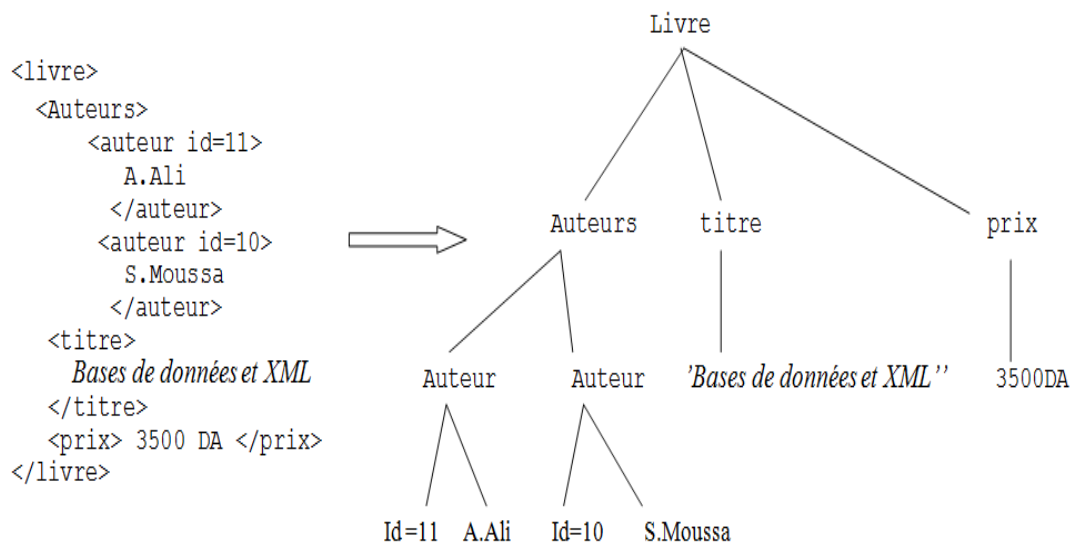 <livre>
<Auteurs>
<auteur id=11>
A.Ali
</auteur>
<auteur id=10>
S.Moussa
</auteur>
<titre>
Bases de données et XML
</titre>
<prix> 3500 DA </prix>
</livre>
Livre
Auteurs titre prix
Auteur Auteur 'Bases de données et XML'' 3500DA
Id=11 A.Ali Id=10 S.Moussa